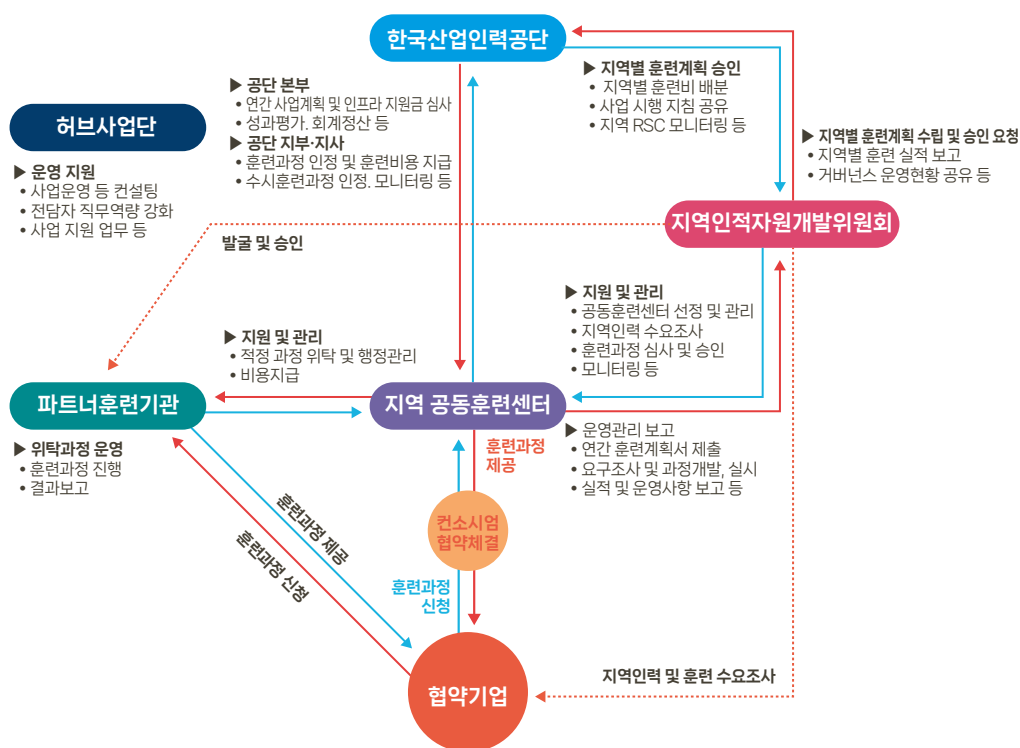 한국산업인력공단
▶ 공단 본부
• 연간 사업계획 및 인프라 지원금 심사
• 성과평가, 회계정산 등
▶ 공단 지부·지사
• 훈련과정 인정 및 훈련비용 지급
• 수시훈련과정 인정, 모니터링 등
▶ 지역별 훈련계획 승인
• 지역별 훈련비 배분
• 사업 시행 지침 공유
• 지역 RSC 모니터링 등
▶ 지역별 훈련계획 수립 및 승인 요청
• 지역별 훈련 실적 보고
• 거버넌스 운영현황 공유 등
허브사업단
▶ 운영 지원
• 사업운영 등 컨설팅
• 전담자 직무역량 강화
• 사업 지원 업무 등
지역인적자원개발위원회
발굴 및 승인
▶ 지원 및 관리
• 공동훈련센터 선정 및 관리
• 지역인력 수요조사
• 훈련과정 심사 및 승인
• 모니터링 등
▶ 지원 및 관리
• 적정 과정 위탁 및 행정관리
• 비용지급
파트너훈련기관
▶ 위탁과정 운영
• 훈련과정 진행
• 결과보고
지역 공동훈련센터
▶ 운영관리 보고
• 연간 훈련계획서 제출
• 요구조사 및 과정개발, 실시
• 실적 및 운영사항 보고 등
훈련과정
제공
컨소시엄
협약체결
훈련과정
신청
훈련과정 제공
훈련과정 신청
협약기업
지역인력 및 훈련 수요조사